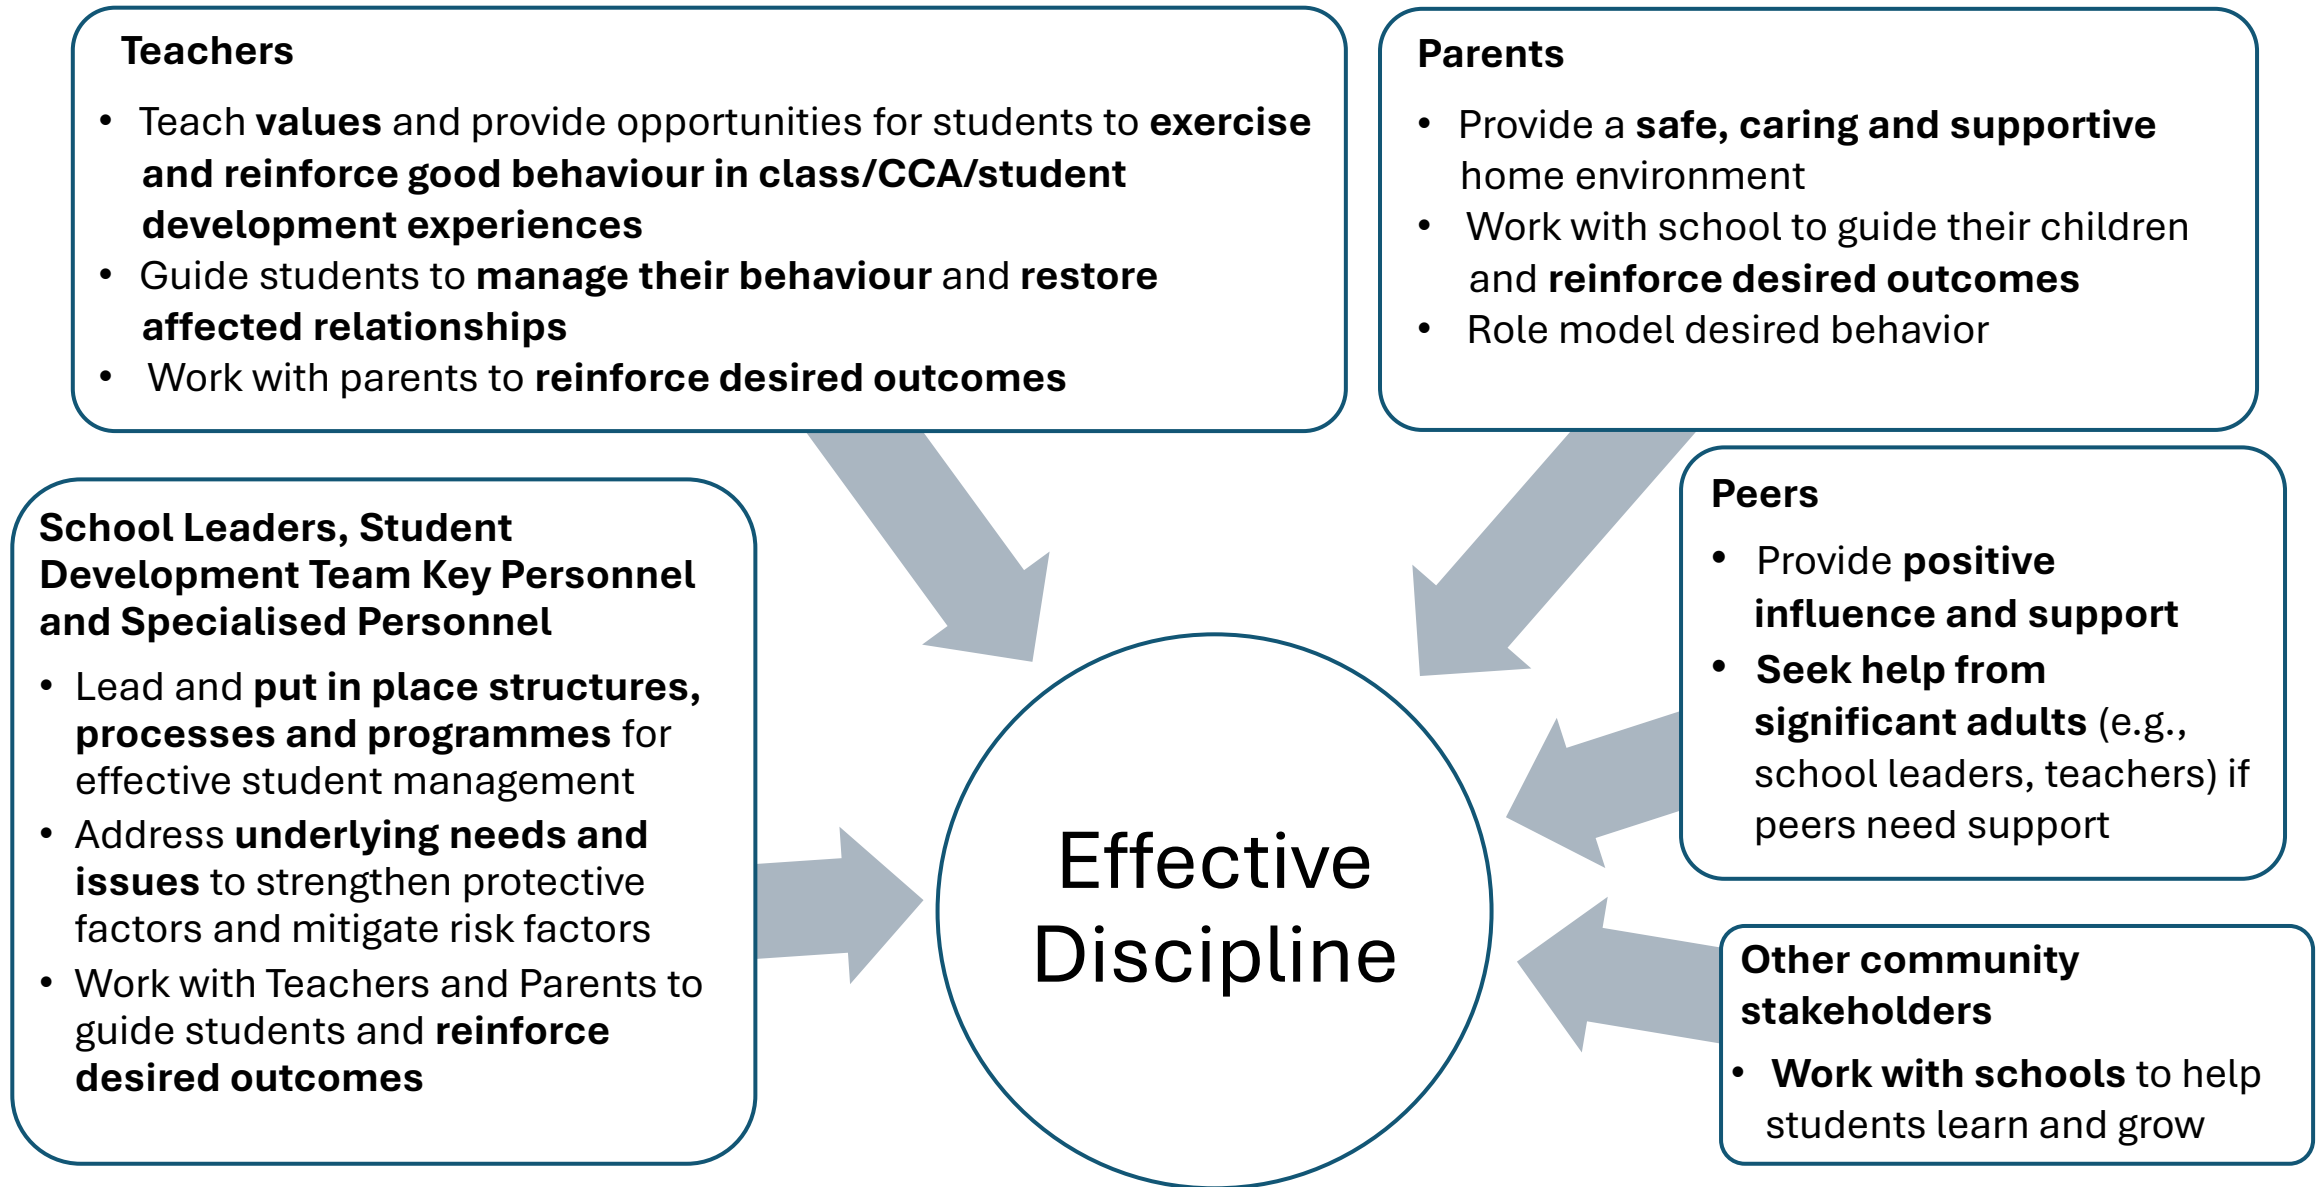 Teachers
• Teach values and provide opportunities for students to exercise
and reinforce good behaviour in class/CCA/student
development experiences
• Guide students to manage their behaviour and restore
affected relationships
• Work with parents to reinforce desired outcomes
Parents
• Provide a safe, caring and supportive
home environment
• Work with school to guide their children
and reinforce desired outcomes
• Role model desired behavior
School Leaders, Student
Development Team Key Personnel
and Specialised Personnel
• Lead and put in place structures,
processes and programmes for
effective student management
• Address underlying needs and
issues to strengthen protective
factors and mitigate risk factors
• Work with Teachers and Parents to
guide students and reinforce
desired outcomes
Effective
Discipline
Peers
• Provide positive
influence and support
• Seek help from
significant adults (e.g.,
school leaders, teachers) if
peers need support
Other community
stakeholders
• Work with schools to help
students learn and grow